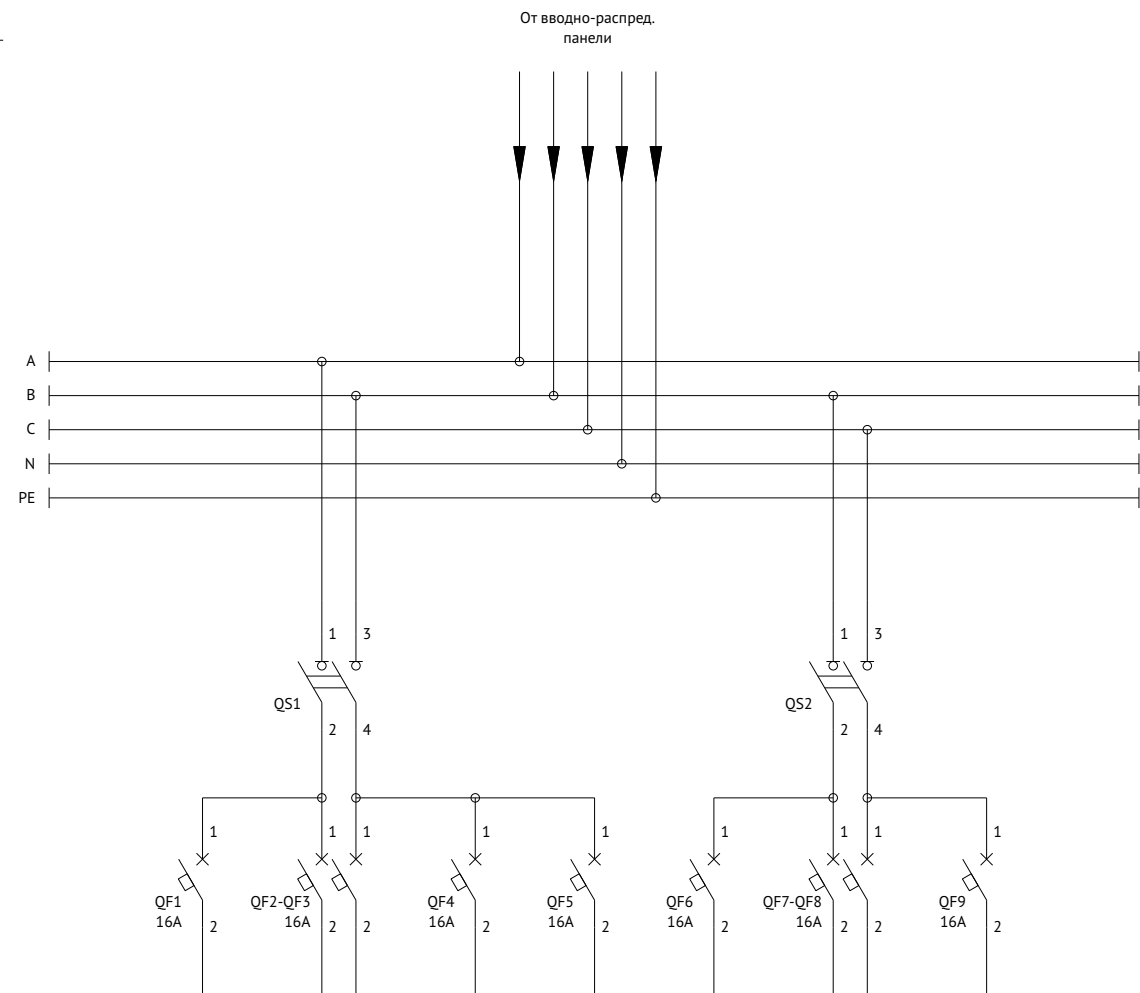 От вводно-распред.
панели
A
B
C
N
PE
1 3 1 3
QS1 QS2
2 4 2 4
1 1 1 1 1 1 1 1 1
QF1 QF2-QF3 QF4 QF5 QF6 QF7-QF8 QF9
16A 16A 16A 16A 16A 16A 16A
2 2 2 2 2 2 2 2 2